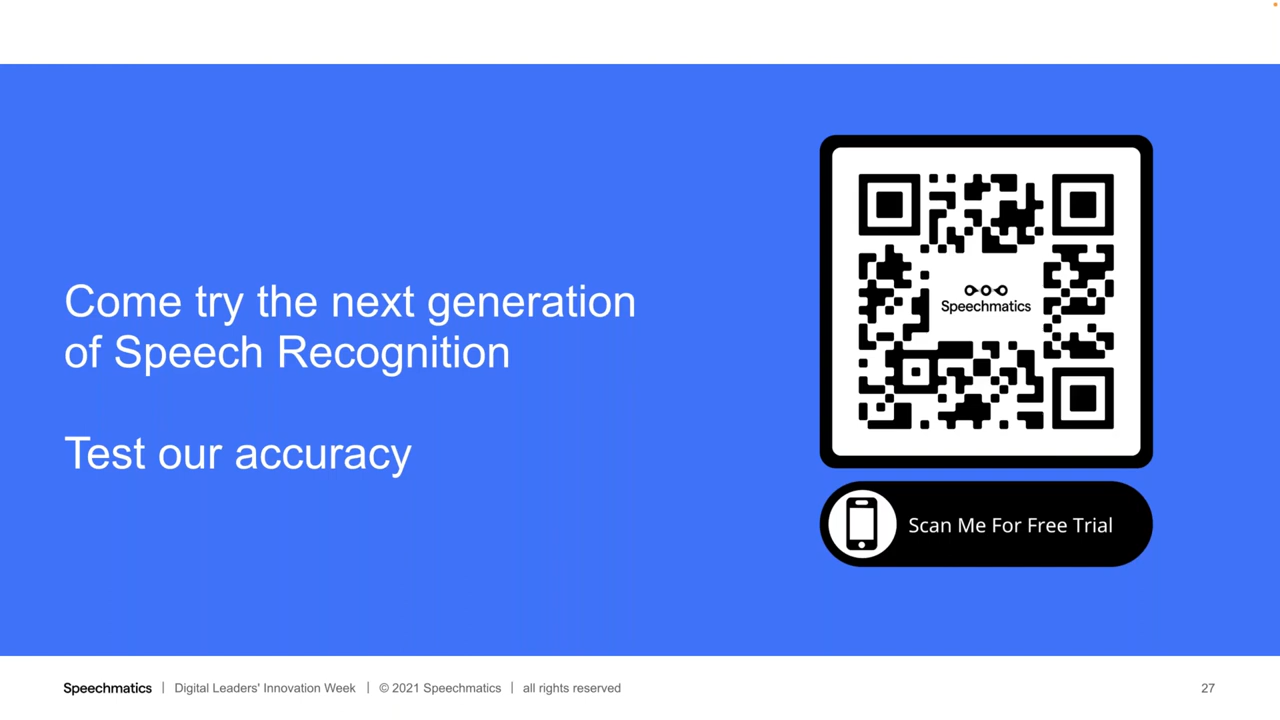 Come try the next generation
of Speech Recognition
Test our accuracy
Speechmatics
Scan Me For Free Trial
Speechmatics | Digital Leaders' Innovation Week | © 2021 Speechmatics | all rights reserved
27